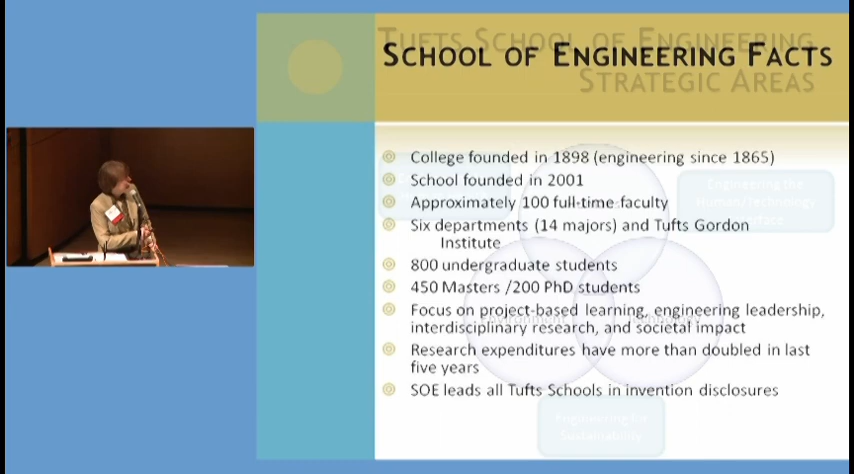 TUFTS SCHOOL OF ENGINEERING
STRATEGIC AREAS
SCHOOL OF ENGINEERING FACTS
College founded in 1898 (engineering since 1865)
School founded in 2001
Approximately 100 full-time faculty
Six departments (14 majors) and Tufts Gordon
Institute
800 undergraduate students
450 Masters /200 PhD students
Focus on project-based learning, engineering leadership,
interdisciplinary research, and societal impact
Research expenditures have more than doubled in last
five years
SOE leads all Tufts Schools in invention disclosures
Engineering the
Human/Technology
Engineering for
Sustainability